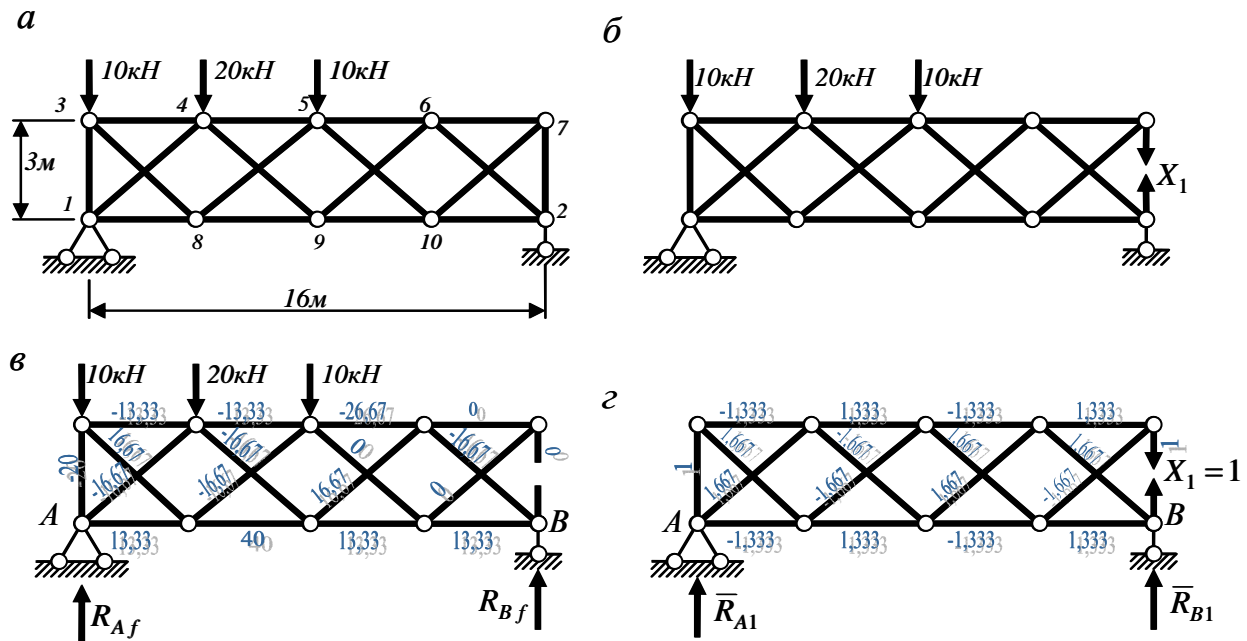 а
10кН 20кН 10кН
3 4 5 6 7
3м
1 8 9 10 2
16м
б
10кН 20кН 10кН
X1
в
10кН 20кН 10кН
-13,33 -13,33 -26,67 0
-20 16,67 -16,67 0 -16,67 0
-16,67 -16,67 16,67 0
A B
13,33 40 13,33 13,33
RAf RBf
г
-1,333 1,333 -1,333 1,333
1 1,667 -1,667 1,667 1,667 1
1,667 -1,667 1,667 -1,667 X1 = 1
A B
-1,333 1,333 -1,333 1,333
R̅A1 R̅B1